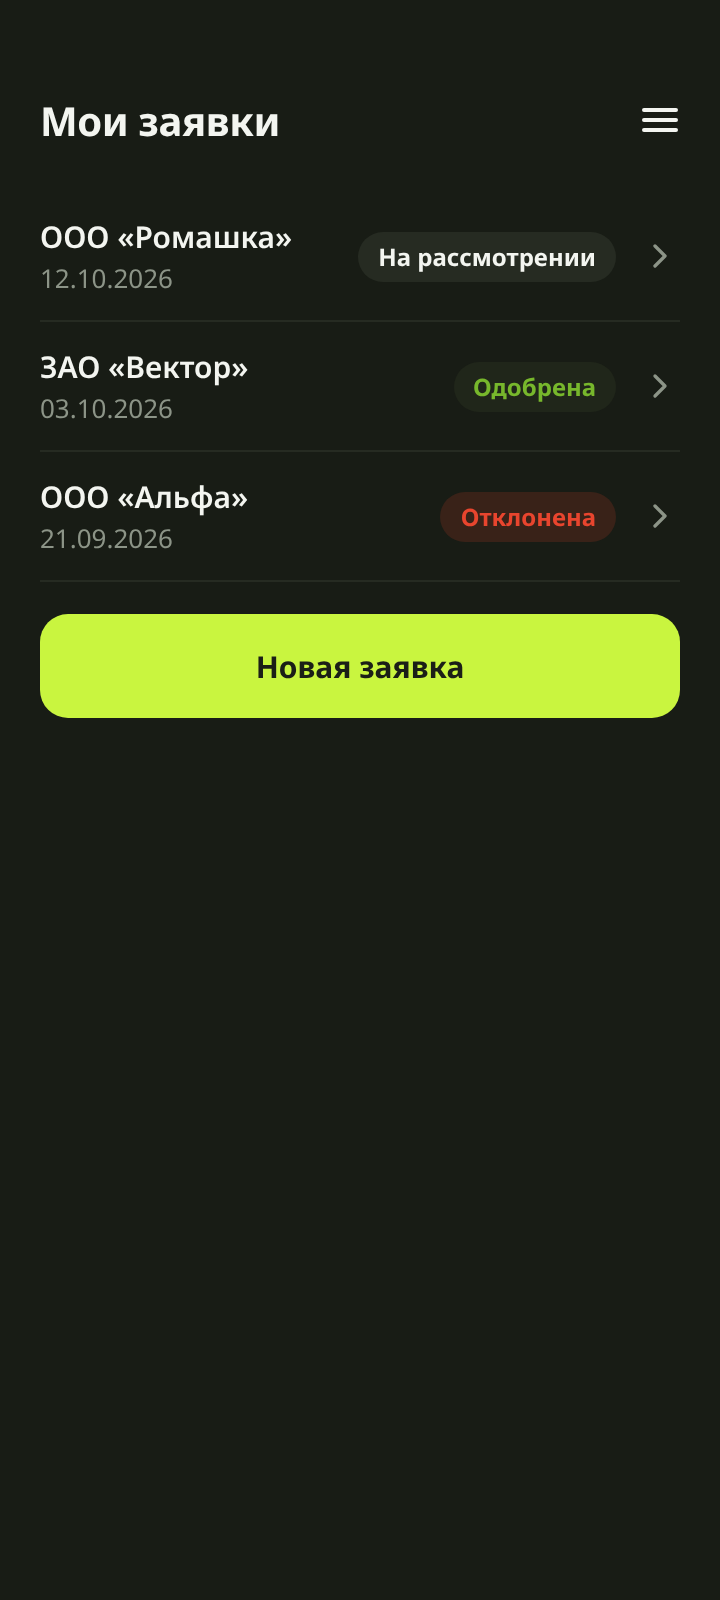 Мои заявки
ООО «Ромашка»
12.10.2026
На рассмотрении
ЗАО «Вектор»
03.10.2026
Одобрена
ООО «Альфа»
21.09.2026
Отклонена
Новая заявка